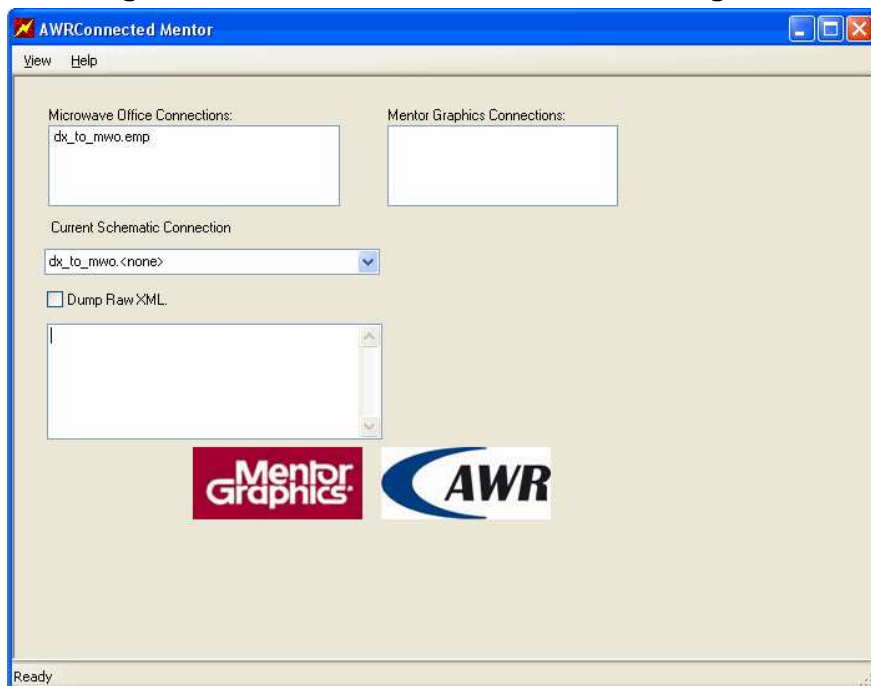 AWRConnected Mentor
View Help
Microwave Office Connections:
Mentor Graphics Connections:
dx_to_mwo.emp
Current Schematic Connection
dx_to_mwo.<none>
Dump Raw XML.
Mentor
Graphics®
AWR
Ready